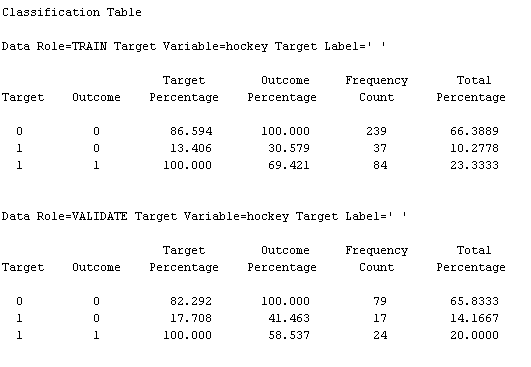 Classification Table
Data Role=TRAIN Target Variable=hockey Target Label=' '
Target Outcome Frequency Total
Target Outcome Percentage Percentage Count Percentage
0 0 86.594 100.000 239 66.3889
1 0 13.406 30.579 37 10.2778
1 1 100.000 69.421 84 23.3333
Data Role=VALIDATE Target Variable=hockey Target Label=' '
Target Outcome Frequency Total
Target Outcome Percentage Percentage Count Percentage
0 0 82.292 100.000 79 65.8333
1 0 17.708 41.463 17 14.1667
1 1 100.000 58.537 24 20.0000